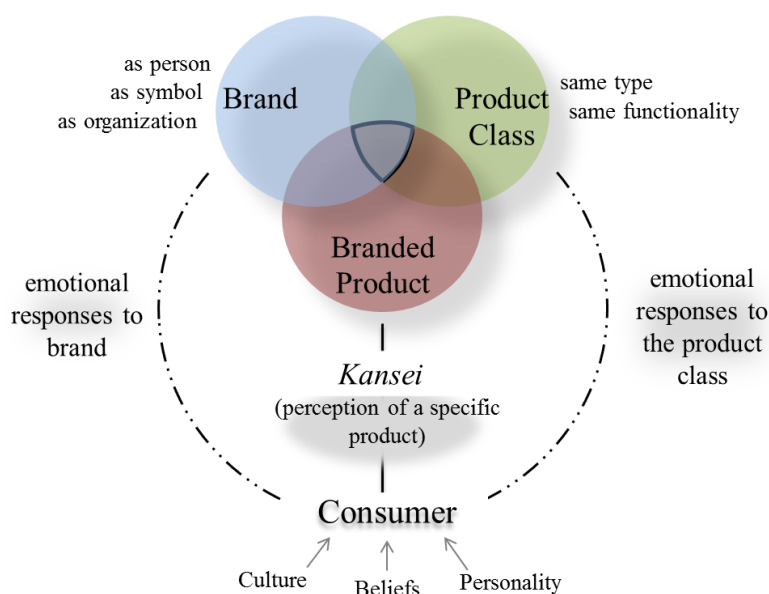 as person
as symbol
as organization
Brand
Product
Class
same type
same functionality
Branded
Product
emotional
responses to
brand
emotional
responses to
the product
class
Kansei
(perception of a specific
product)
Consumer
Culture
Beliefs
Personality